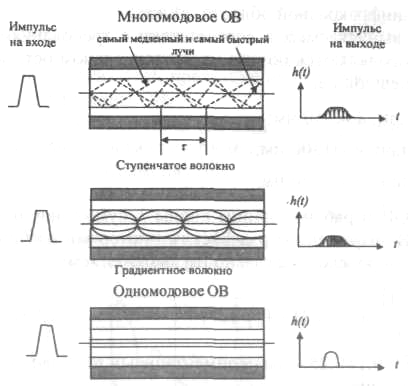 Импульс
на входе
Многомодовое ОВ
Импульс
на выходе
самый медленный и самый быстрый
лучи
h(t)
t
г
Ступенчатое волокно
h(t)
t
Градиентное волокно
Одномодовое ОВ
h(t)
t